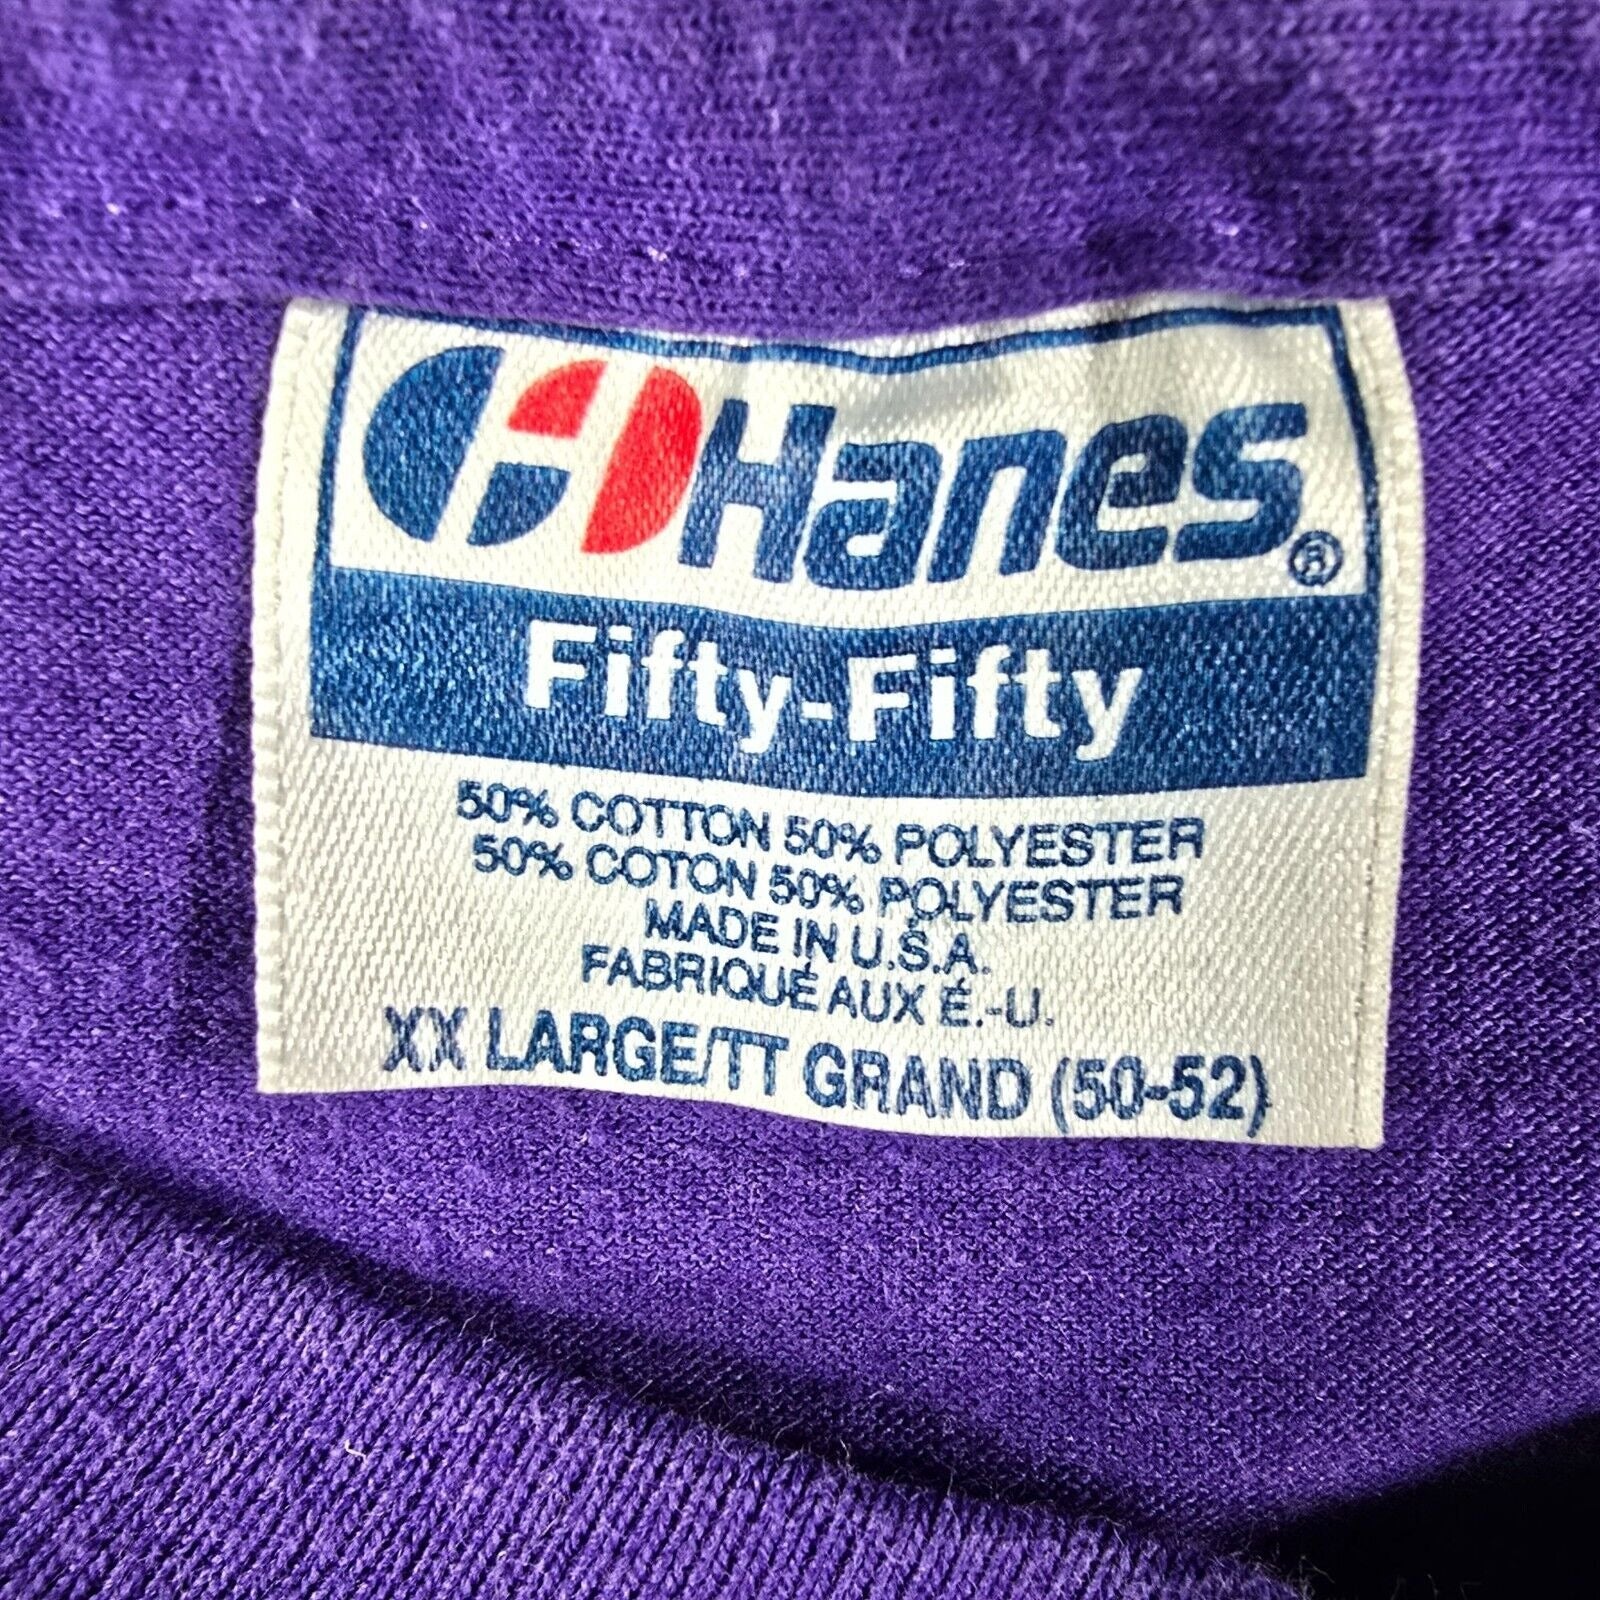 Hanes®
Fifty-Fifty
50% COTTON 50% POLYESTER
50% COTON 50% POLYESTER
MADE IN U.S.A.
FABRIQUÉ AUX É.-U.
XX LARGE/TT GRAND (50-52)